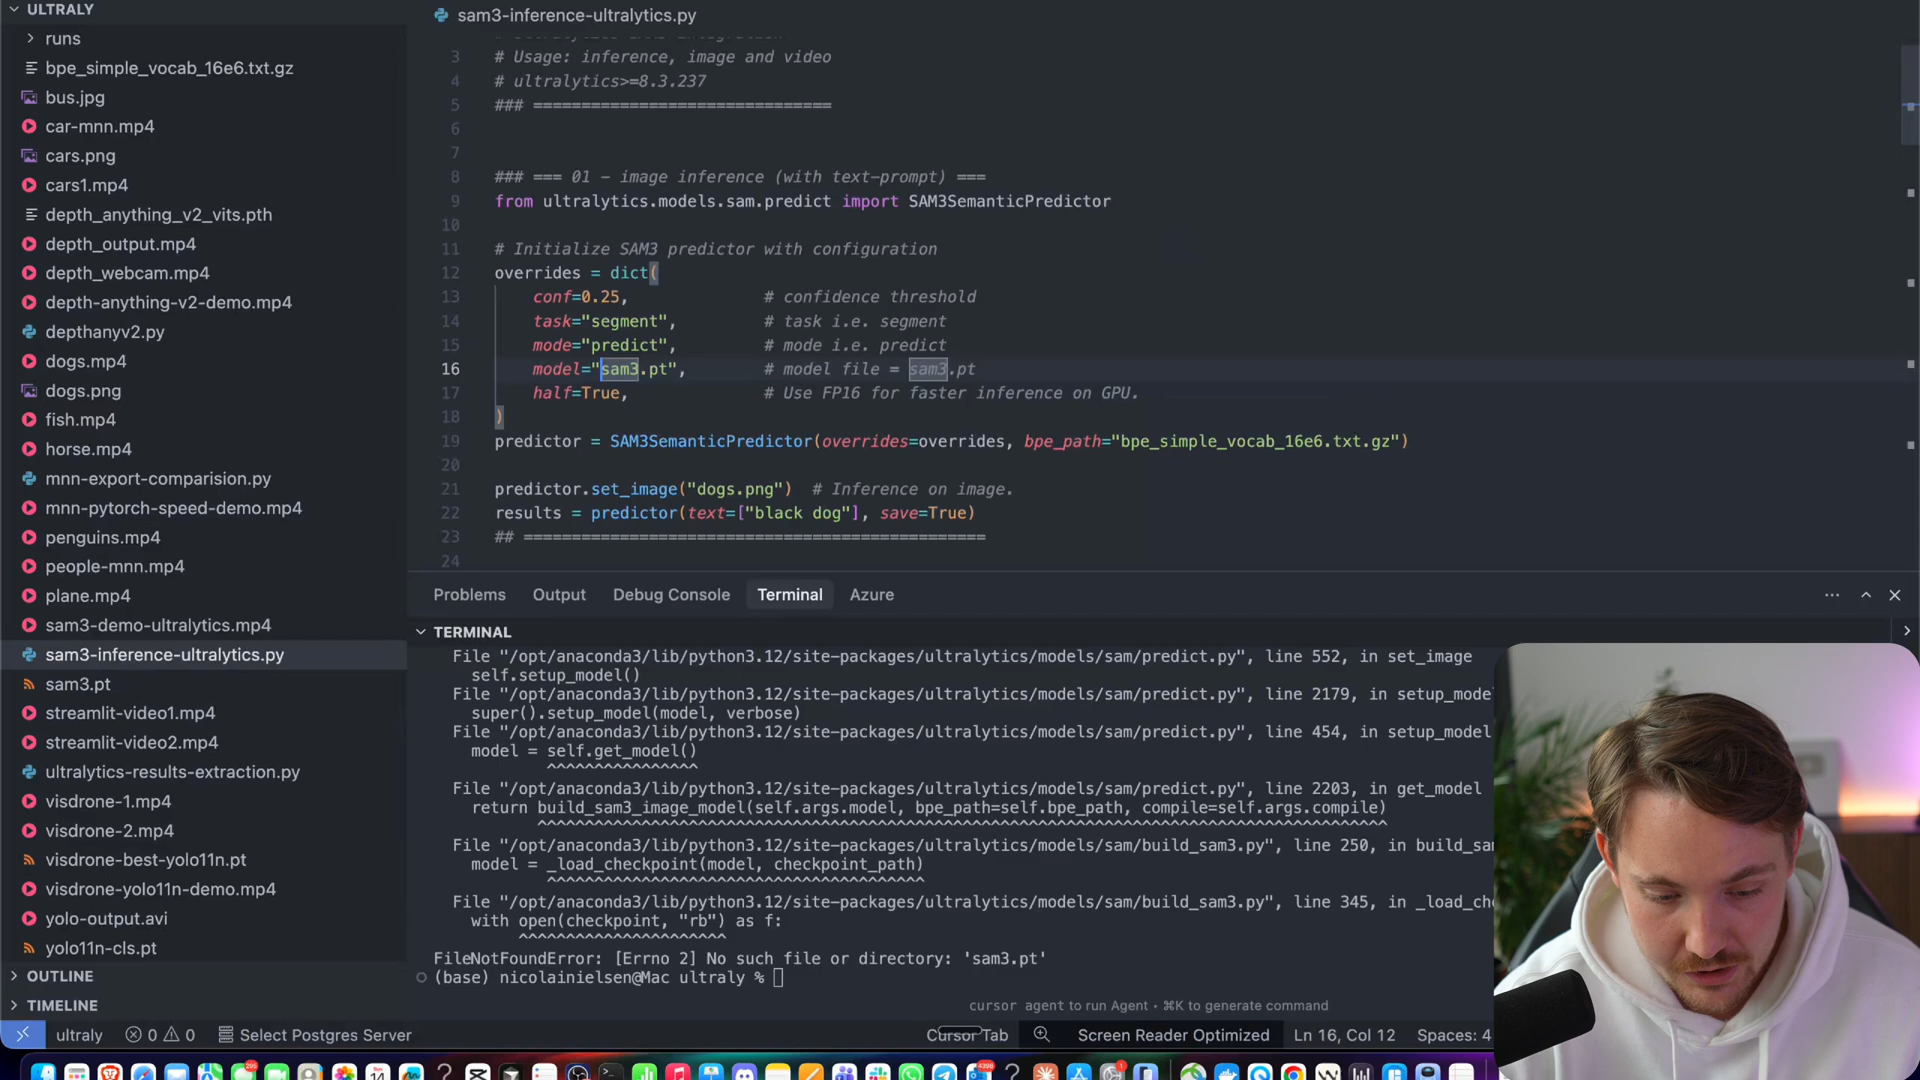 ULTRALY
runs
bpe_simple_vocab_16e6.txt.gz
bus.jpg
car-mnn.mp4
cars.png
cars1.mp4
depth_anything_v2_vits.pth
depth_output.mp4
depth_webcam.mp4
depth-anything-v2-demo.mp4
depthanyv2.py
dogs.mp4
dogs.png
fish.mp4
horse.mp4
mnn-export-comparision.py
mnn-pytorch-speed-demo.mp4
penguins.mp4
people-mnn.mp4
plane.mp4
sam3-demo-ultralytics.mp4
sam3-inference-ultralytics.py
sam3.pt
streamlit-video1.mp4
streamlit-video2.mp4
ultralytics-results-extraction.py
visdrone-1.mp4
visdrone-2.mp4
visdrone-best-yolo11n.pt
visdrone-yolo11n-demo.mp4
yolo-output.avi
yolo11n-cls.pt
OUTLINE
TIMELINE
sam3-inference-ultralytics.py
3 # Usage: inference, image and video
4 # ultralytics>=8.3.237
5 ### ===============================
6
7
8 ### === 01 - image inference (with text-prompt) ===
9 from ultralytics.models.sam.predict import SAM3SemanticPredictor
10
11 # Initialize SAM3 predictor with configuration
12 overrides = dict(
13 conf=0.25, # confidence threshold
14 task="segment", # task i.e. segment
15 mode="predict", # mode i.e. predict
16 model="sam3.pt", # model file = sam3.pt
17 half=True, # Use FP16 for faster inference on GPU.
18 )
19 predictor = SAM3SemanticPredictor(overrides=overrides, bpe_path="bpe_simple_vocab_16e6.txt.gz")
20
21 predictor.set_image("dogs.png") # Inference on image.
22 results = predictor(text=["black dog"], save=True)
23 ## ================================================
24
Problems Output Debug Console Terminal Azure
TERMINAL
File "/opt/anaconda3/lib/python3.12/site-packages/ultralytics/models/sam/predict.py", line 552, in set_image
self.setup_model()
File "/opt/anaconda3/lib/python3.12/site-packages/ultralytics/models/sam/predict.py", line 2179, in setup_model
super().setup_model(model, verbose)
File "/opt/anaconda3/lib/python3.12/site-packages/ultralytics/models/sam/predict.py", line 454, in setup_model
model = self.get_model()
^^^^^^^^^^^^^^^^
File "/opt/anaconda3/lib/python3.12/site-packages/ultralytics/models/sam/predict.py", line 2203, in get_model
return build_sam3_image_model(self.args.model, bpe_path=self.bpe_path, compile=self.args.compile)
^^^^^^^^^^^^^^^^^^^^^^^^^^^^^^^^^^^^^^^^^^^^^^^^^^^^^^^^^^^^^^^^^^^^^^^^^^^^^^^^^^^^^^^^^^
File "/opt/anaconda3/lib/python3.12/site-packages/ultralytics/models/sam/build_sam3.py", line 250, in build_sa
model = _load_checkpoint(model, checkpoint_path)
^^^^^^^^^^^^^^^^^^^^^^^^^^^^^^^^^^^^^^^^
File "/opt/anaconda3/lib/python3.12/site-packages/ultralytics/models/sam/build_sam3.py", line 345, in _load_che
with open(checkpoint, "rb") as f:
^^^^^^^^^^^^^^^^^^^^^^
FileNotFoundError: [Errno 2] No such file or directory: 'sam3.pt'
(base) nicolainielsen@Mac ultraly %
cursor agent to run Agent • ⌘K to generate command
ultraly 0 0 Select Postgres Server Cursor Tab Screen Reader Optimized Ln 16, Col 12 Spaces: 4